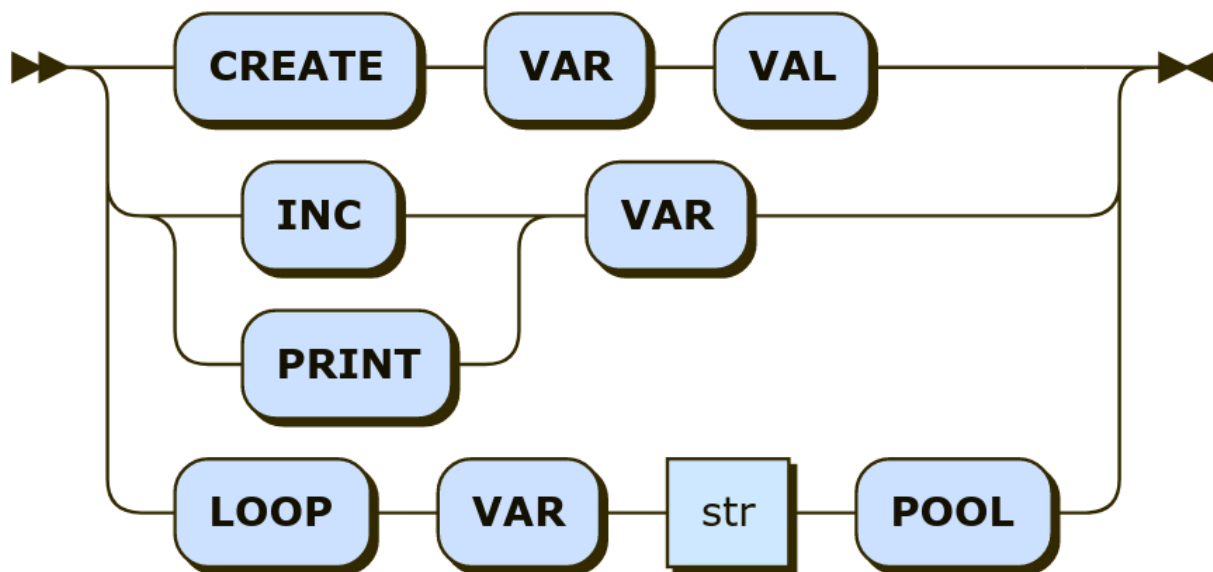 CREATE VAR VAL
INC VAR
PRINT
LOOP VAR str POOL